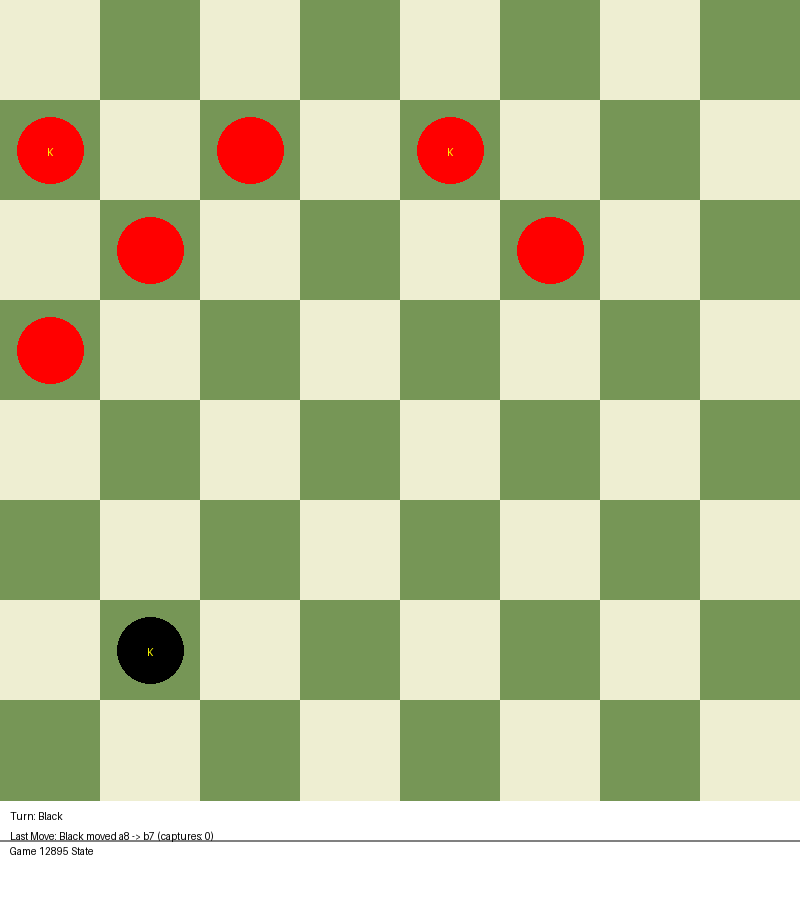 K
K
K
Turn: Black
Last Move: Black moved a8 -> b7 (captures: 0)
Game 12895 State